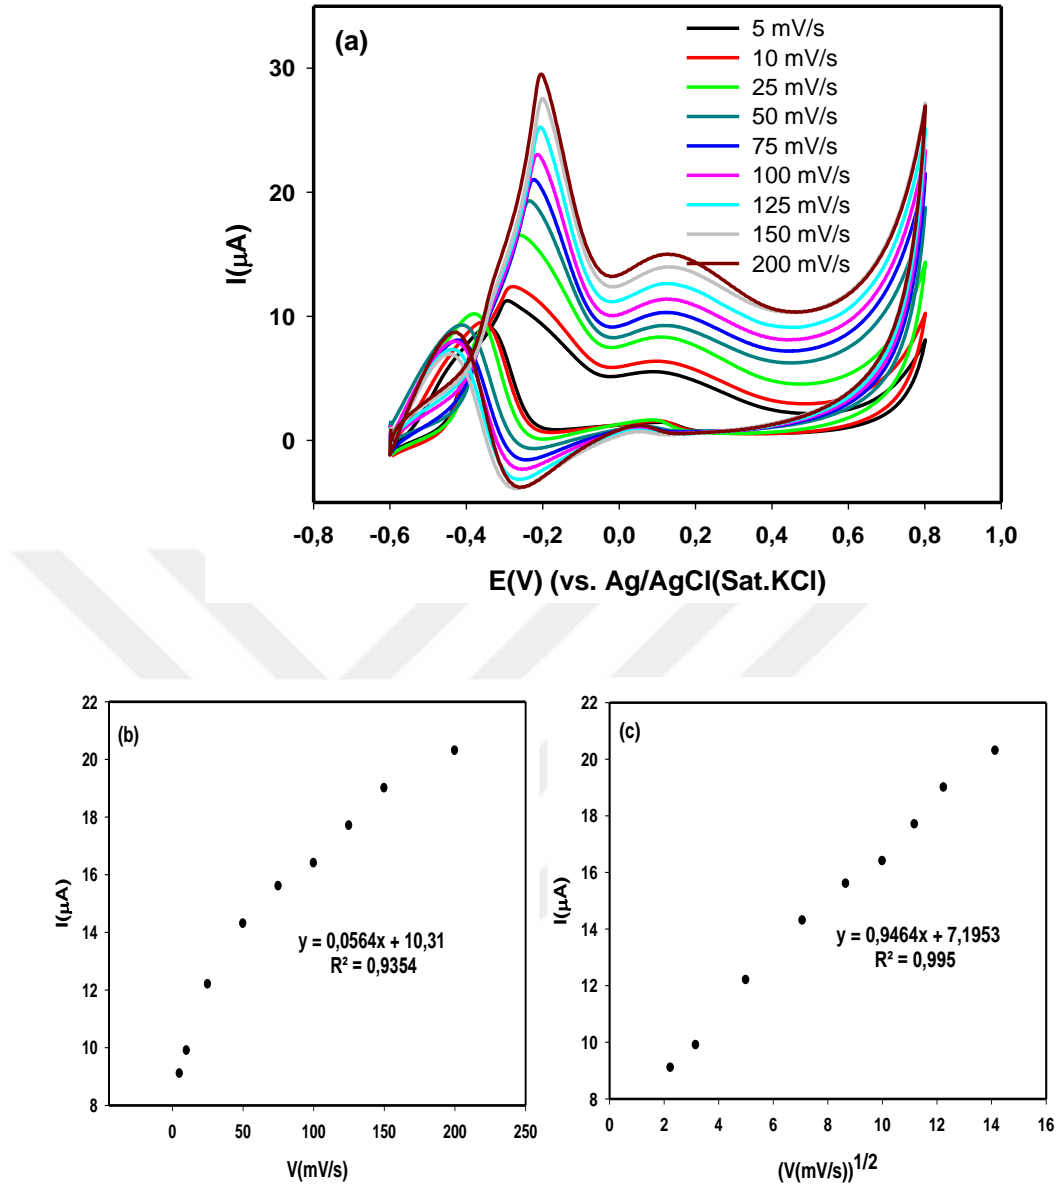 (a)
5 mV/s
10 mV/s
25 mV/s
50 mV/s
75 mV/s
100 mV/s
125 mV/s
150 mV/s
200 mV/s
30
20
10
0
I(µA)
-0,8 -0,6 -0,4 -0,2 0,0 0,2 0,4 0,6 0,8 1,0
E(V) (vs. Ag/AgCl(Sat.KCl)
(b)
22
20
18
16
14
12
10
8
I(µA)
y = 0,0564x + 10,31
R² = 0,9354
0 50 100 150 200 250
V(mV/s)
(c)
22
20
18
16
14
12
10
8
I(µA)
y = 0,9464x + 7,1953
R² = 0,995
0 2 4 6 8 10 12 14 16
(V(mV/s))^1/2